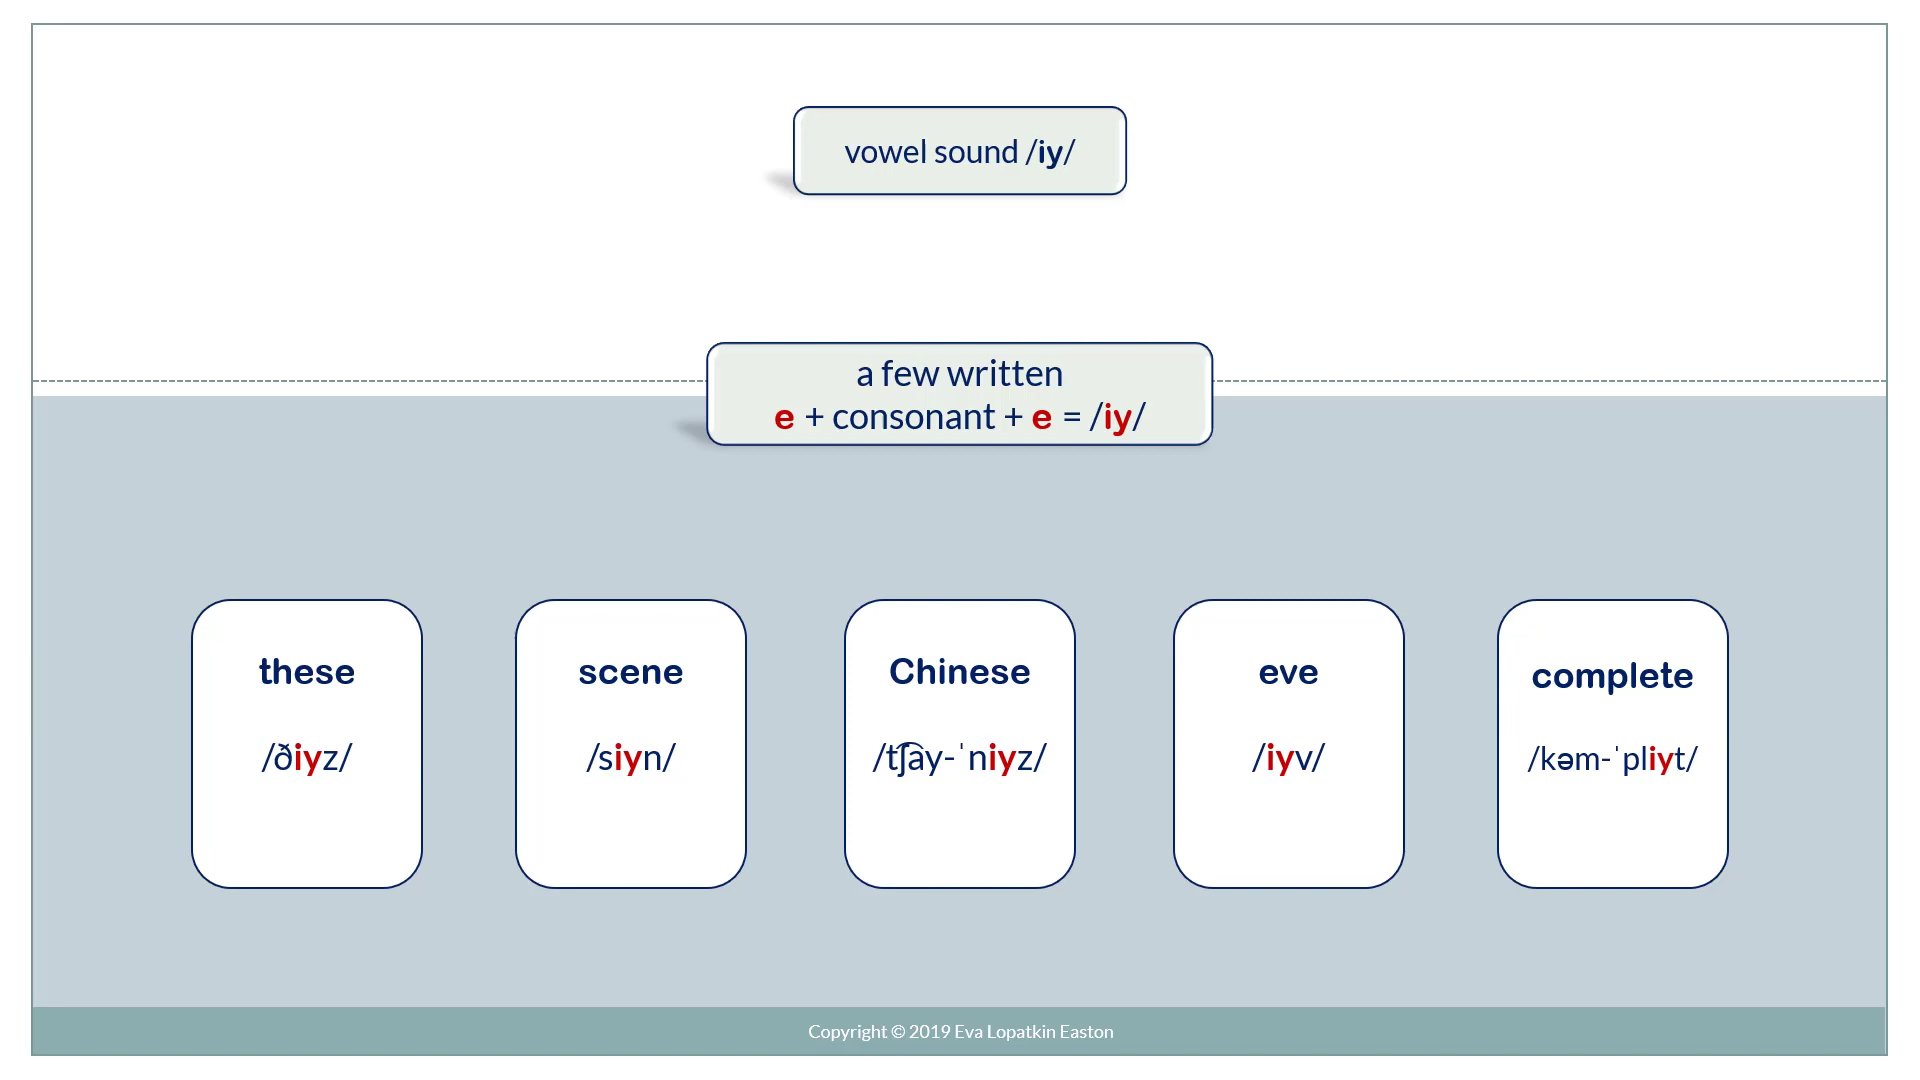 vowel sound /iy/
a few written
e + consonant + e = /iy/
these
/ðiyz/
scene
/siyn/
Chinese
/t͡ʃay-ˈniyz/
eve
/iyv/
complete
/kəm-ˈpliyt/
Copyright © 2019 Eva Lopatkin Easton